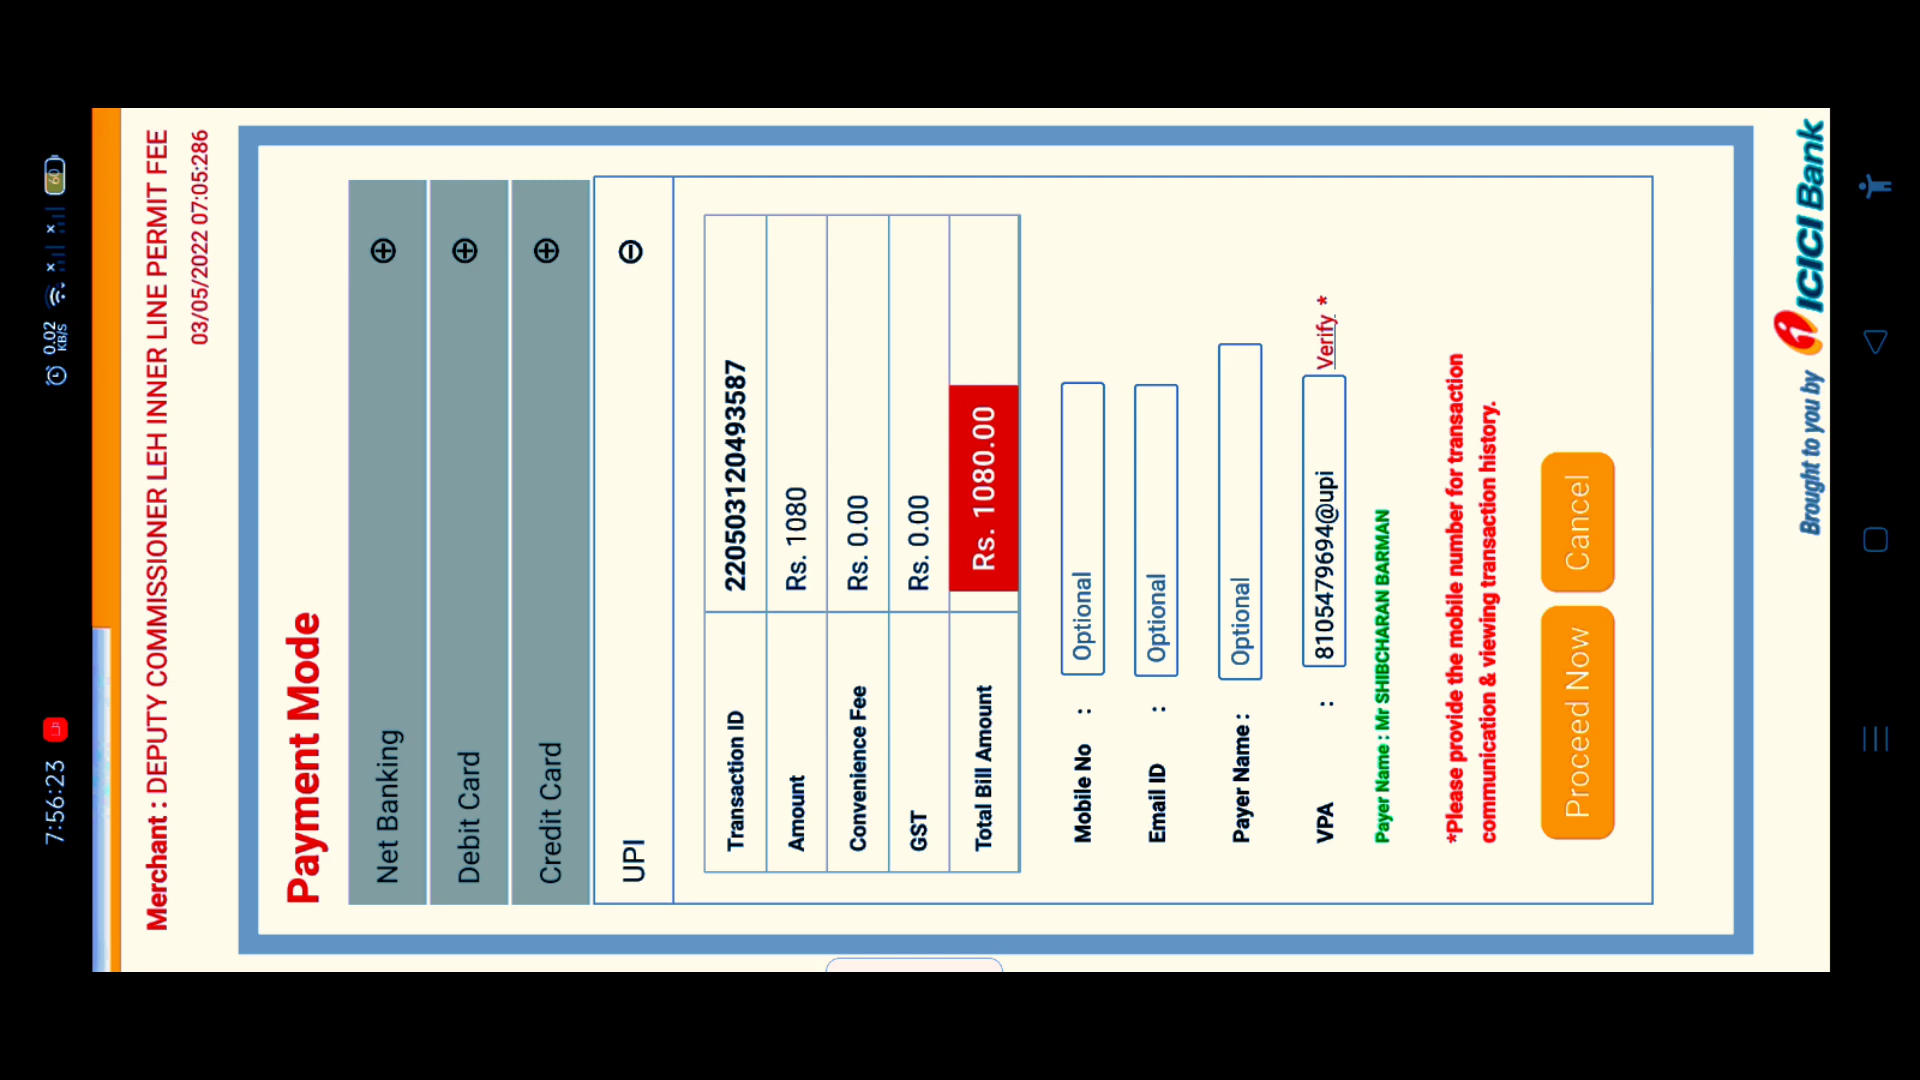 7:56:23
0.02
KB/S
60
Merchant : DEPUTY COMMISSIONER LEH INNER LINE PERMIT FEE
03/05/2022 07:05:286
Payment Mode
Net Banking
Debit Card
Credit Card
UPI
Transaction ID 220503120493587
Amount Rs. 1080
Convenience Fee Rs. 0.00
GST Rs. 0.00
Total Bill Amount Rs. 1080.00
Mobile No : Optional
Email ID : Optional
Payer Name : Optional
VPA : 8105479694@upi Verify *
Payer Name : Mr SHIBCHARAN BARMAN
*Please provide the mobile number for transaction
communication & viewing transaction history.
Proceed Now Cancel
Brought to you by ICICI Bank